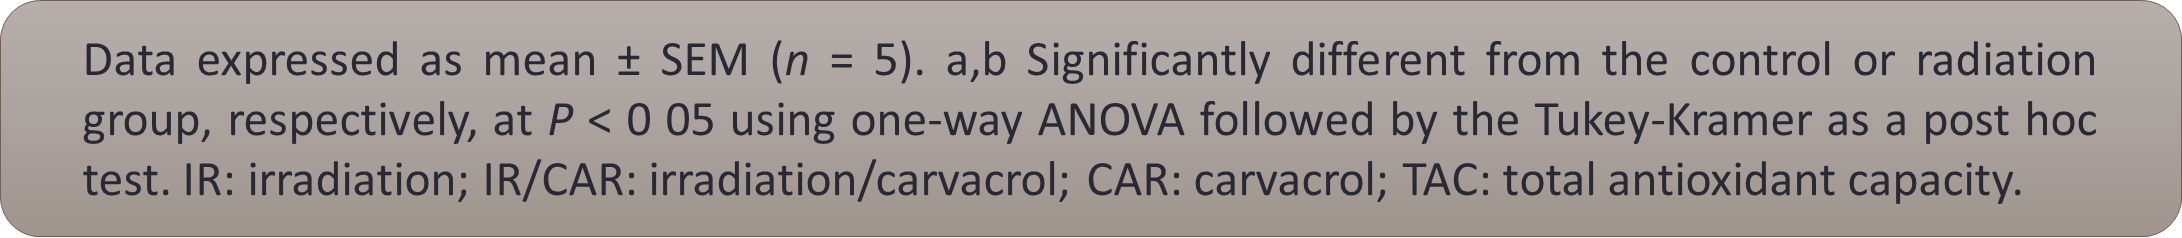 Data expressed as mean ± SEM (n = 5). a,b Significantly different from the control or radiation
group, respectively, at P < 0 05 using one-way ANOVA followed by the Tukey-Kramer as a post hoc
test. IR: irradiation; IR/CAR: irradiation/carvacrol; CAR: carvacrol; TAC: total antioxidant capacity.